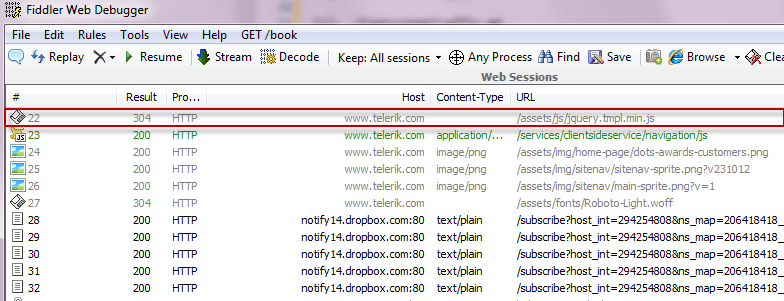 Fiddler Web Debugger
File Edit Rules Tools View Help GET /book
Replay Resume Stream Decode Keep: All sessions Any Process Find Save Browse Clea
Web Sessions
# Result Pro... Host Content-Type URL
22 304 HTTP www.telerik.com /assets/js/jquery.tmpl.min.js
23 200 HTTP www.telerik.com application/... /services/clientsideservice/navigation/js
24 200 HTTP www.telerik.com image/png /assets/img/home-page/dots-awards-customers.png
25 200 HTTP www.telerik.com image/png /assets/img/sitenav/sitenav-sprite.png?v231012
26 200 HTTP www.telerik.com image/png /assets/img/sitenav/main-sprite.png?v=1
27 304 HTTP www.telerik.com /assets/fonts/Roboto-Light.woff
28 200 HTTP notify14.dropbox.com:80 text/plain /subscribe?host_int=294254808&ns_map=206418418_
29 200 HTTP notify14.dropbox.com:80 text/plain /subscribe?host_int=294254808&ns_map=206418418_
30 200 HTTP notify14.dropbox.com:80 text/plain /subscribe?host_int=294254808&ns_map=206418418_
31 200 HTTP notify14.dropbox.com:80 text/plain /subscribe?host_int=294254808&ns_map=206418418_
32 200 HTTP notify14.dropbox.com:80 text/plain /subscribe?host_int=294254808&ns_map=206418418_